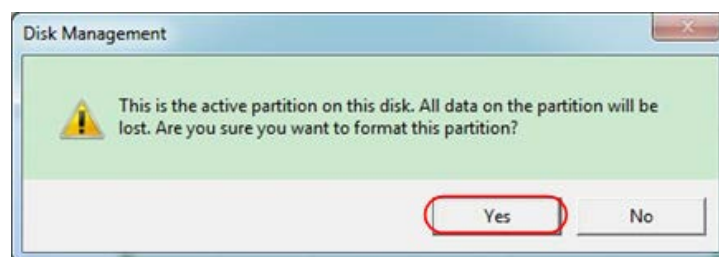 Disk Management
This is the active partition on this disk. All data on the partition will be
lost. Are you sure you want to format this partition?
Yes
No